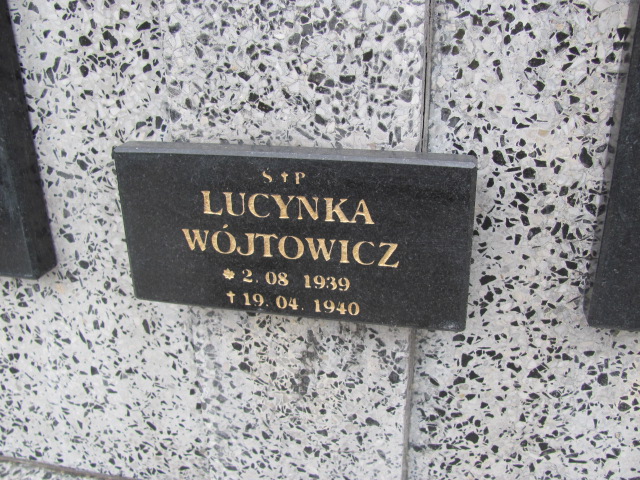 S † P
LUCYNKA
WÓJTOWICZ
* 2. 08 1939
† 19. 04. 1940